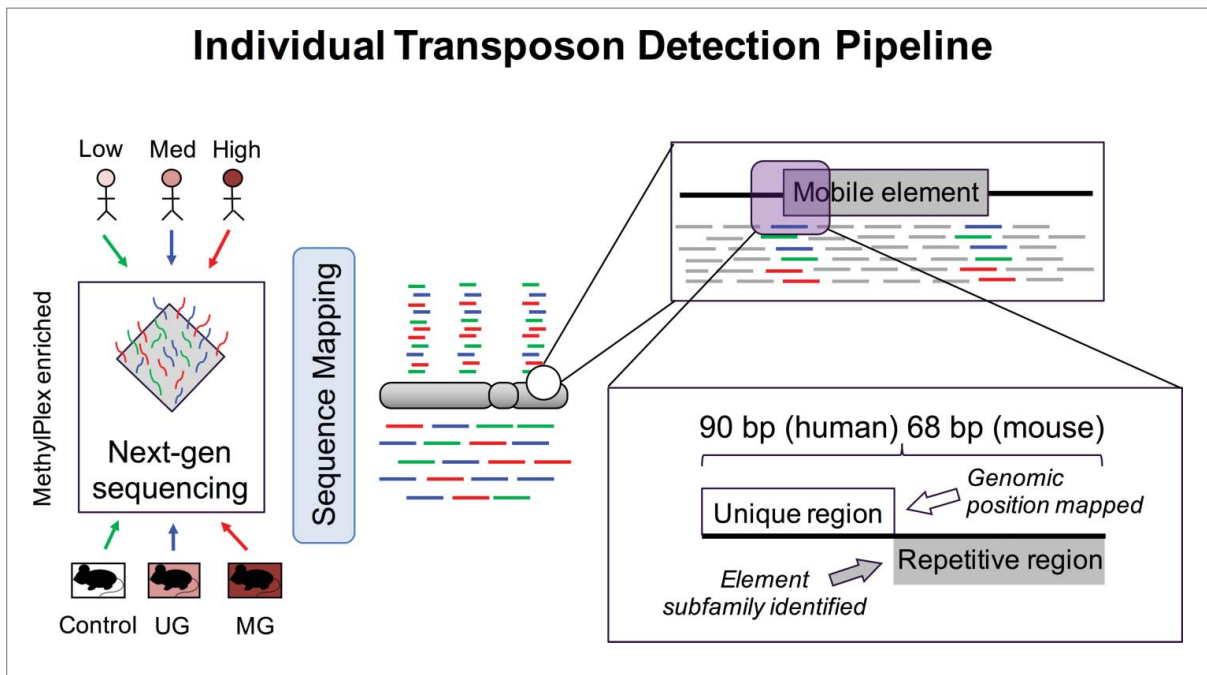 Individual Transposon Detection Pipeline
Low Med High
MethylPlex enriched
Next-gen
sequencing
Control UG MG
Sequence Mapping
Mobile element
90 bp (human) 68 bp (mouse)
Genomic
position mapped
Unique region
Repetitive region
Element
subfamily identified